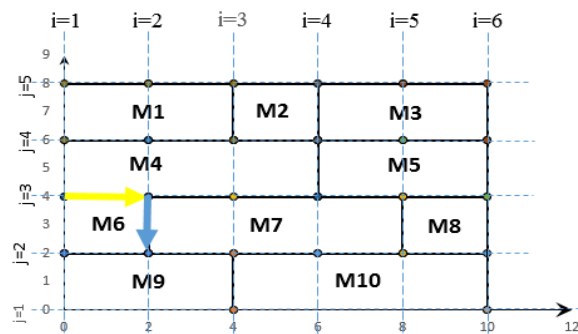 i=1 i=2 i=3 i=4 i=5 i=6
9
j=5 8
M1 M2 M3
7
j=4 6
M4 M5
5
j=3 4
M6 M7 M8
3
j=2 2
M9 M10
1
j=1 0
0 2 4 6 8 10 12